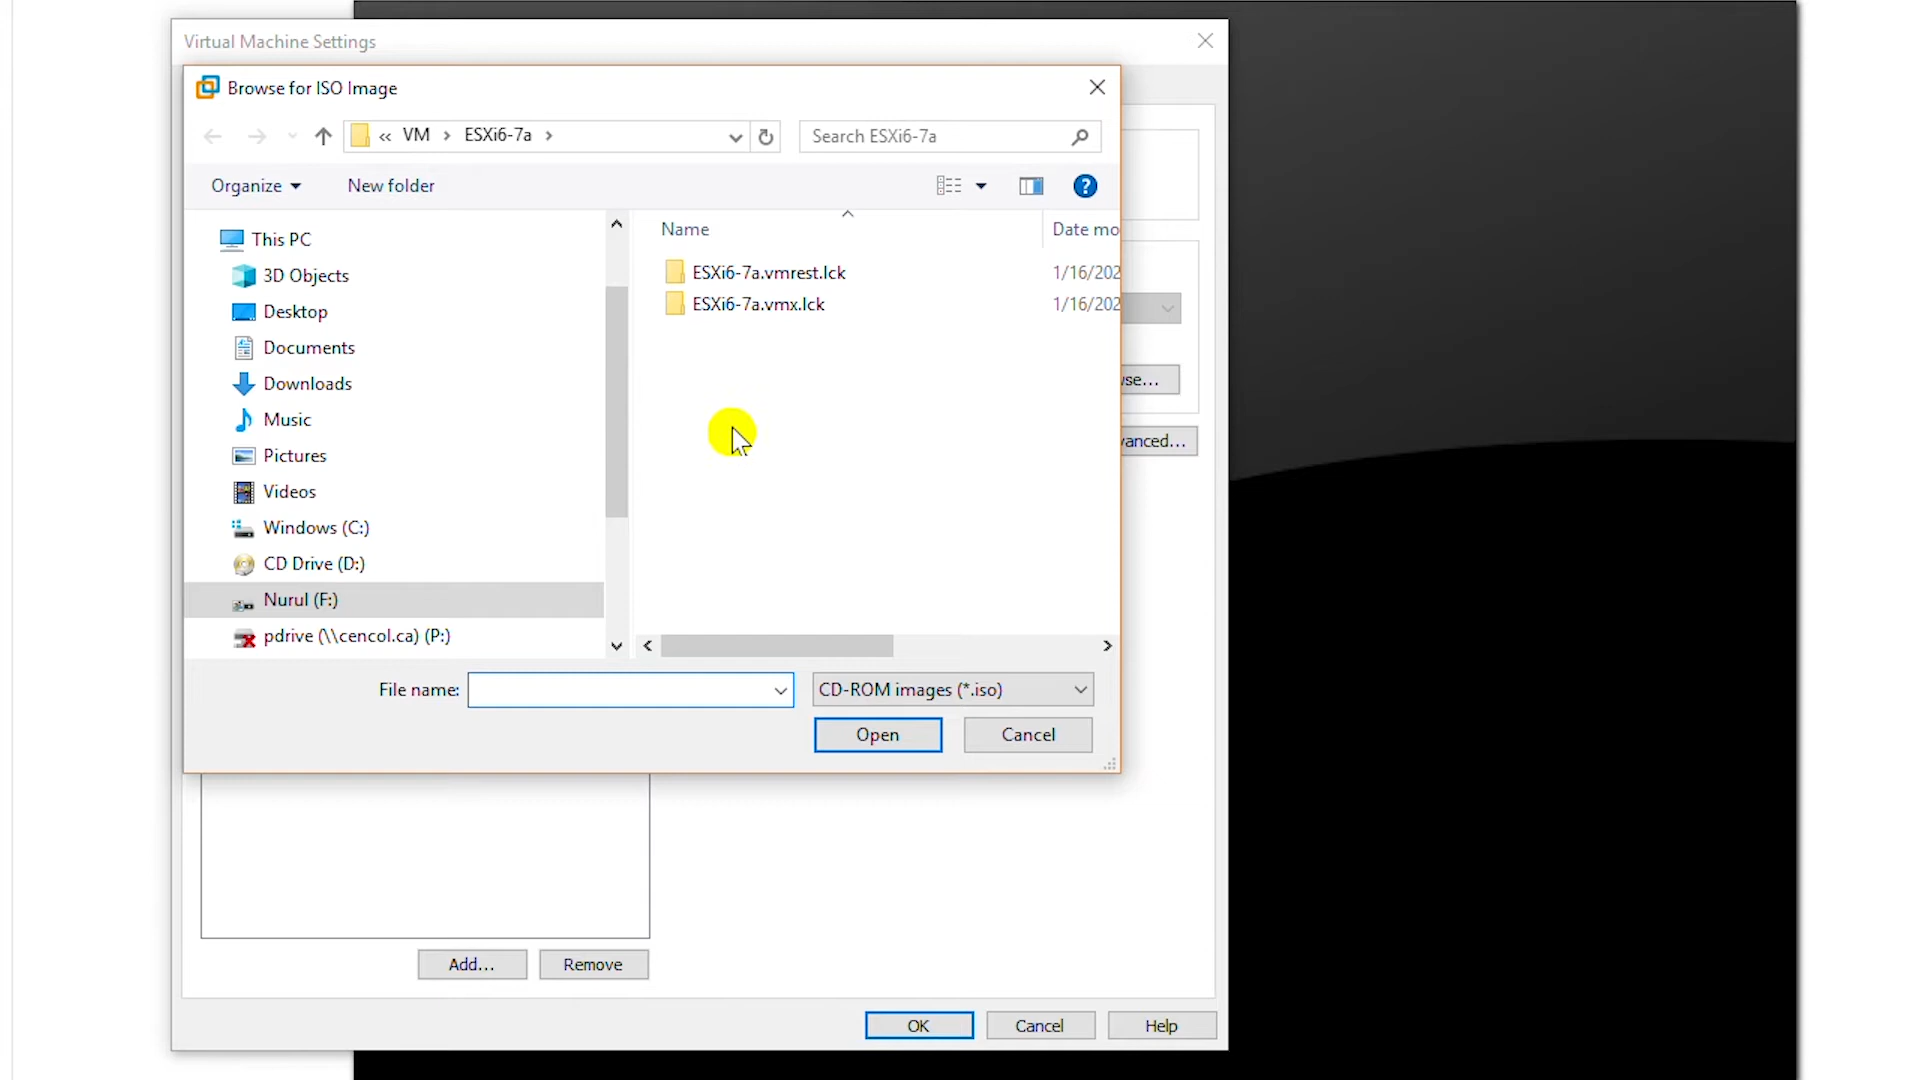 Virtual Machine Settings
Browse for ISO Image
« VM > ESXi6-7a >
Search ESXi6-7a
Organize
New folder
?
Name
Date mo
This PC
3D Objects
Desktop
Documents
Downloads
Music
Pictures
Videos
Windows (C:)
CD Drive (D:)
Nurul (F:)
pdrive (\\cencol.ca) (P:)
ESXi6-7a.vmrest.lck
1/16/202
ESXi6-7a.vmx.lck
1/16/202
wse...
vanced...
File name:
CD-ROM images (*.iso)
Open
Cancel
Add...
Remove
OK
Cancel
Help